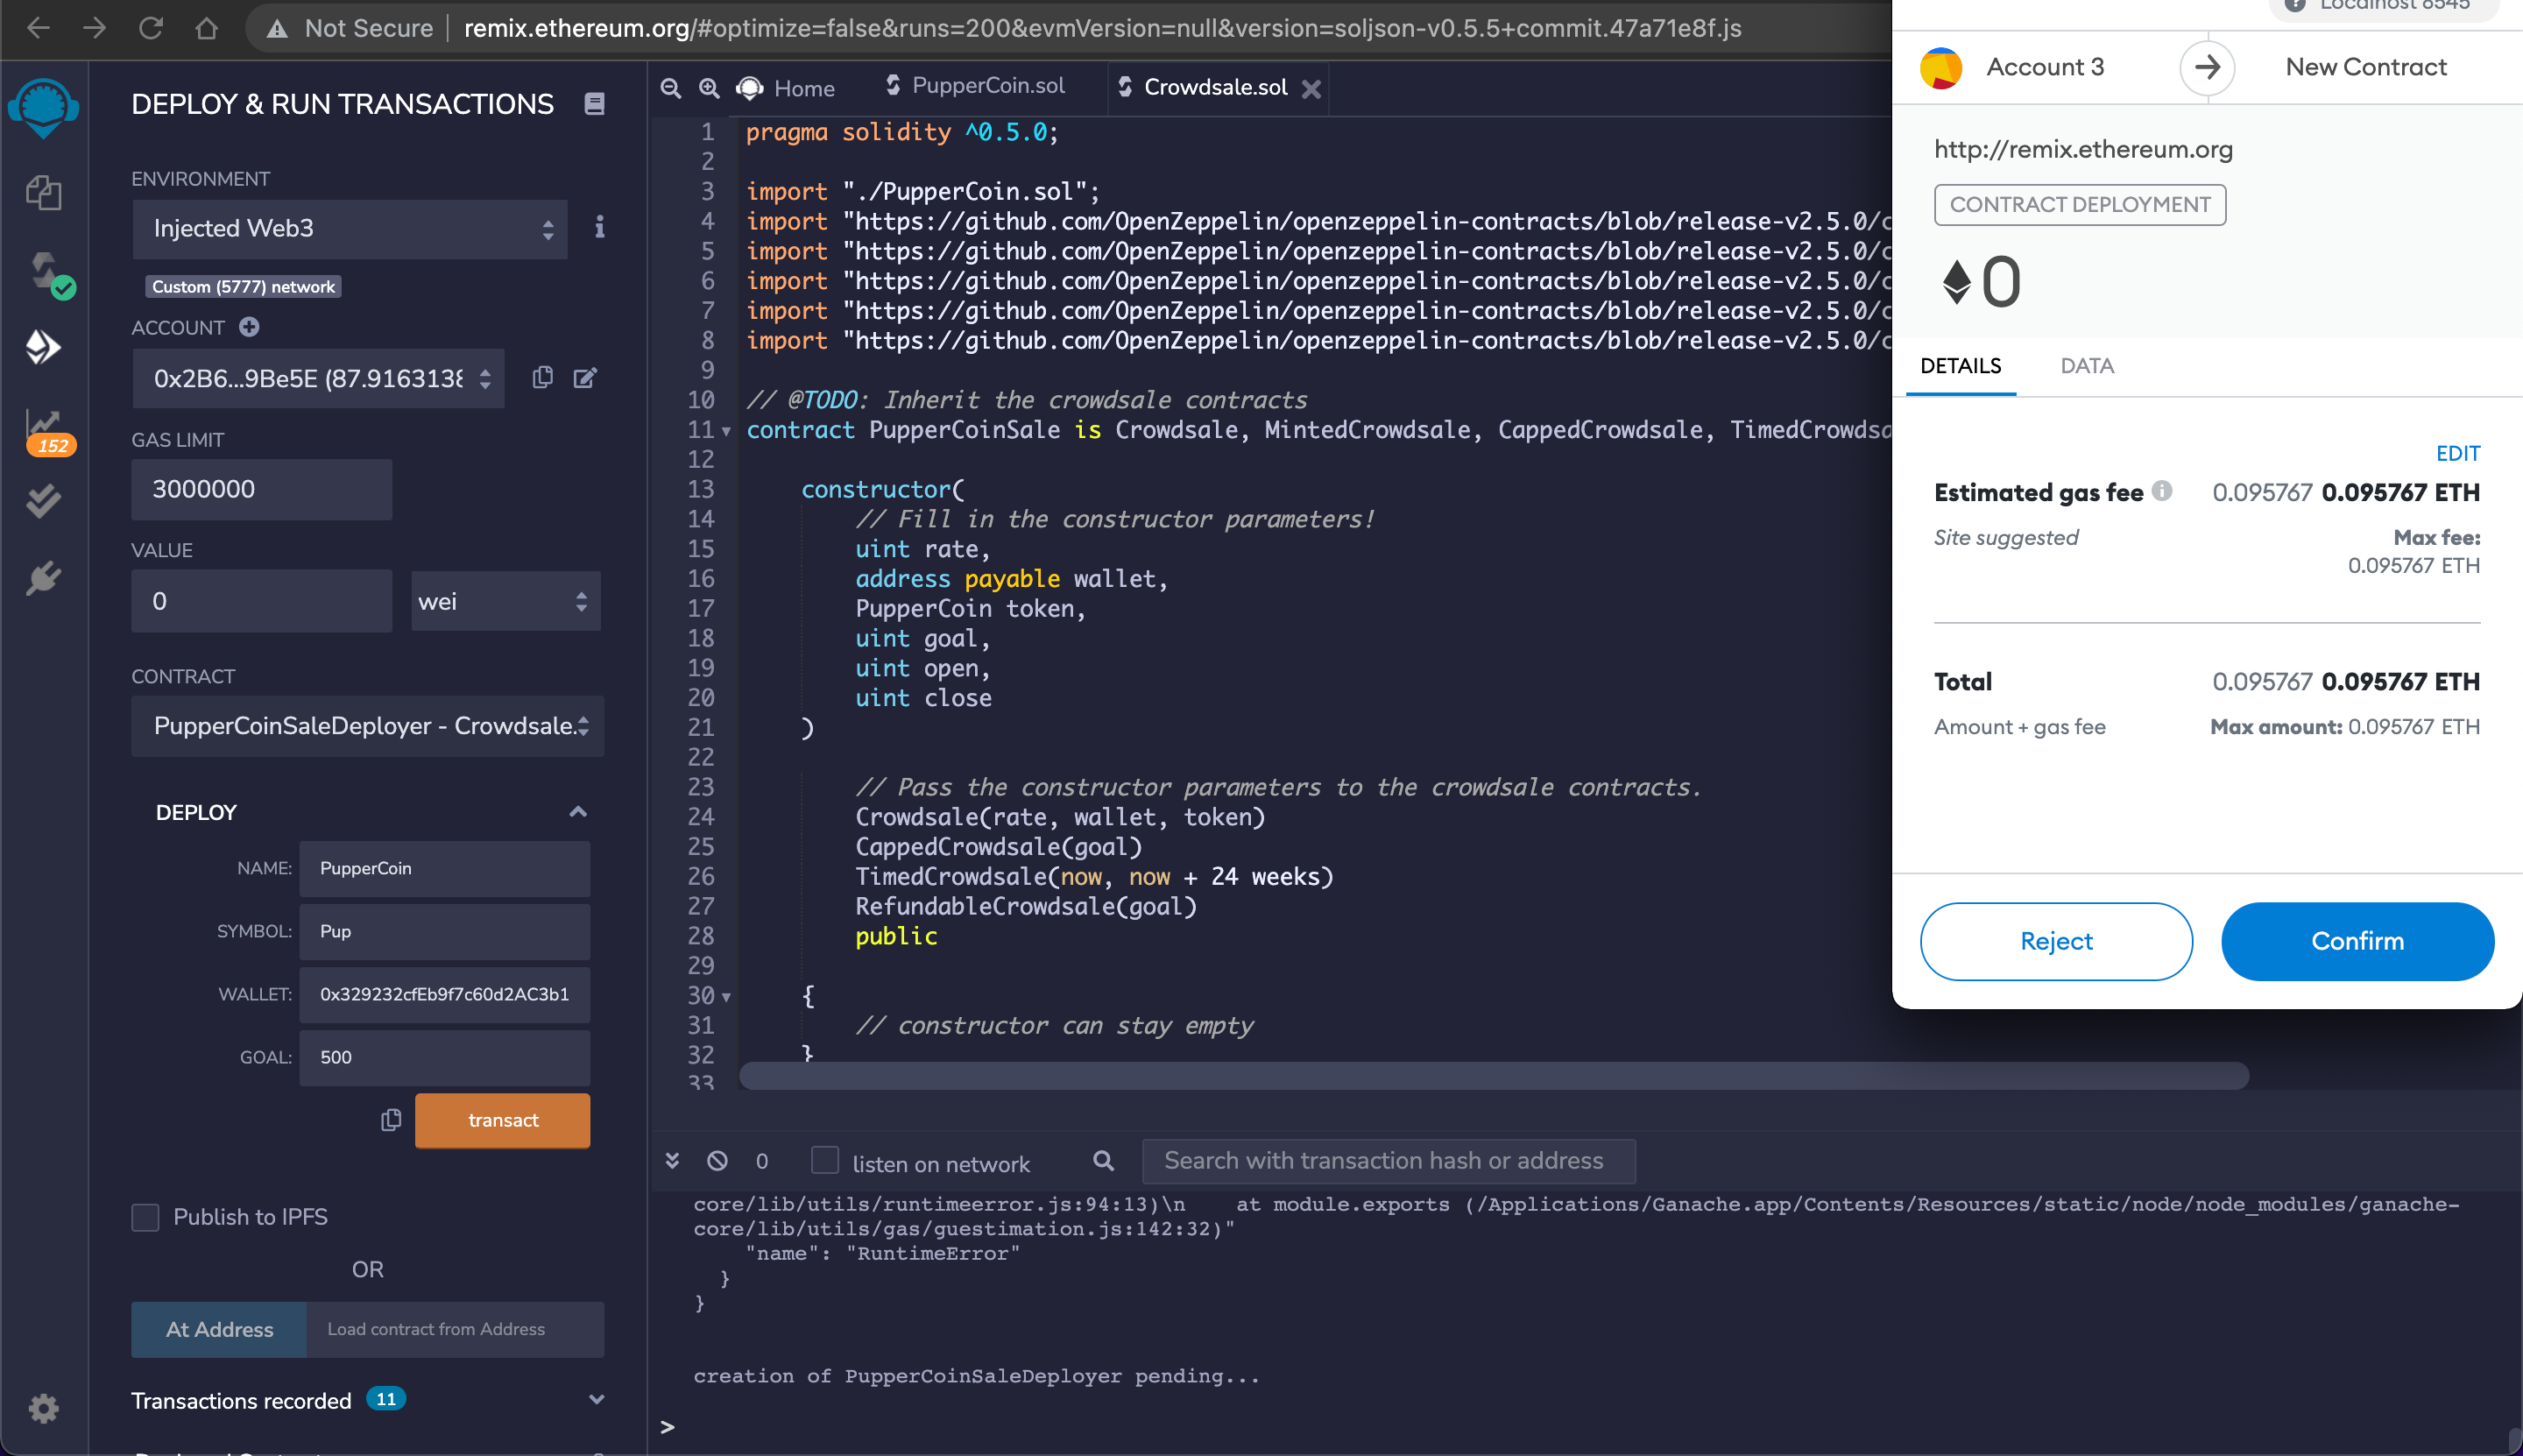 Not Secure
remix.ethereum.org/#optimize=false&runs=200&evmVersion=null&version=soljson-v0.5.5+commit.47a71e8f.js
DEPLOY & RUN TRANSACTIONS
ENVIRONMENT
Injected Web3
Custom (5777) network
ACCOUNT
0x2B6...9Be5E (87.9163138
GAS LIMIT
3000000
VALUE
0
wei
CONTRACT
PupperCoinSaleDeployer - Crowdsale.
DEPLOY
NAME: PupperCoin
SYMBOL: Pup
WALLET: 0x329232cfEb9f7c60d2AC3b1
GOAL: 500
transact
Publish to IPFS
OR
At Address
Load contract from Address
Transactions recorded 11
152
Home
PupperCoin.sol
Crowdsale.sol
1 pragma solidity ^0.5.0;
2
3 import "./PupperCoin.sol";
4 import "https://github.com/OpenZeppelin/openzeppelin-contracts/blob/release-v2.5.0/c
5 import "https://github.com/OpenZeppelin/openzeppelin-contracts/blob/release-v2.5.0/c
6 import "https://github.com/OpenZeppelin/openzeppelin-contracts/blob/release-v2.5.0/c
7 import "https://github.com/OpenZeppelin/openzeppelin-contracts/blob/release-v2.5.0/c
8 import "https://github.com/OpenZeppelin/openzeppelin-contracts/blob/release-v2.5.0/c
9
10 // @TODO: Inherit the crowdsale contracts
11 contract PupperCoinSale is Crowdsale, MintedCrowdsale, CappedCrowdsale, TimedCrowdsa
12
13 constructor(
14 // Fill in the constructor parameters!
15 uint rate,
16 address payable wallet,
17 PupperCoin token,
18 uint goal,
19 uint open,
20 uint close
21 )
22
23 // Pass the constructor parameters to the crowdsale contracts.
24 Crowdsale(rate, wallet, token)
25 CappedCrowdsale(goal)
26 TimedCrowdsale(now, now + 24 weeks)
27 RefundableCrowdsale(goal)
28 public
29
30 {
31 // constructor can stay empty
32 }
33
0
listen on network
Search with transaction hash or address
core/lib/utils/runtimeerror.js:94:13)\n at module.exports (/Applications/Ganache.app/Contents/Resources/static/node/node_modules/ganache-
core/lib/utils/gas/guestimation.js:142:32)"
"name": "RuntimeError"
}
}
creation of PupperCoinSaleDeployer pending...
>
Localhost 8545
Account 3
New Contract
http://remix.ethereum.org
CONTRACT DEPLOYMENT
0
DETAILS
DATA
EDIT
Estimated gas fee 0.095767 0.095767 ETH
Site suggested
Max fee:
0.095767 ETH
Total 0.095767 0.095767 ETH
Amount + gas fee
Max amount: 0.095767 ETH
Reject
Confirm